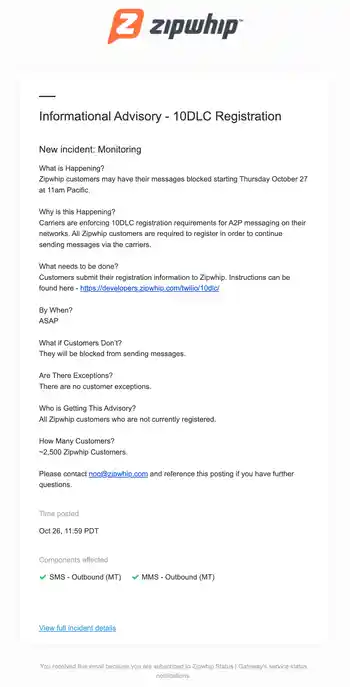 zipwhip
Informational Advisory - 10DLC Registration
New incident: Monitoring
What is Happening?
Zipwhip customers may have their messages blocked starting Thursday October 27
at 11am Pacific.
Why is this Happening?
Carriers are enforcing 10DLC registration requirements for A2P messaging on their
networks. All Zipwhip customers are required to register in order to continue
sending messages via the carriers.
What needs to be done?
Customers submit their registration information to Zipwhip. Instructions can be
found here - https://developers.zipwhip.com/twilio/10dlc/
By When?
ASAP
What if Customers Don't?
They will be blocked from sending messages.
Are There Exceptions?
There are no customer exceptions.
Who is Getting This Advisory?
All Zipwhip customers who are not currently registered.
How Many Customers?
~2,500 Zipwhip Customers.
Please contact noc@zipwhip.com and reference this posting if you have further
questions.
Time posted
Oct 26, 11:59 PDT
Components affected
✓ SMS - Outbound (MT) ✓ MMS - Outbound (MT)
View full incident details
You received this email because you are subscribed to Zipwhip Status | Gateway's service status
notifications.